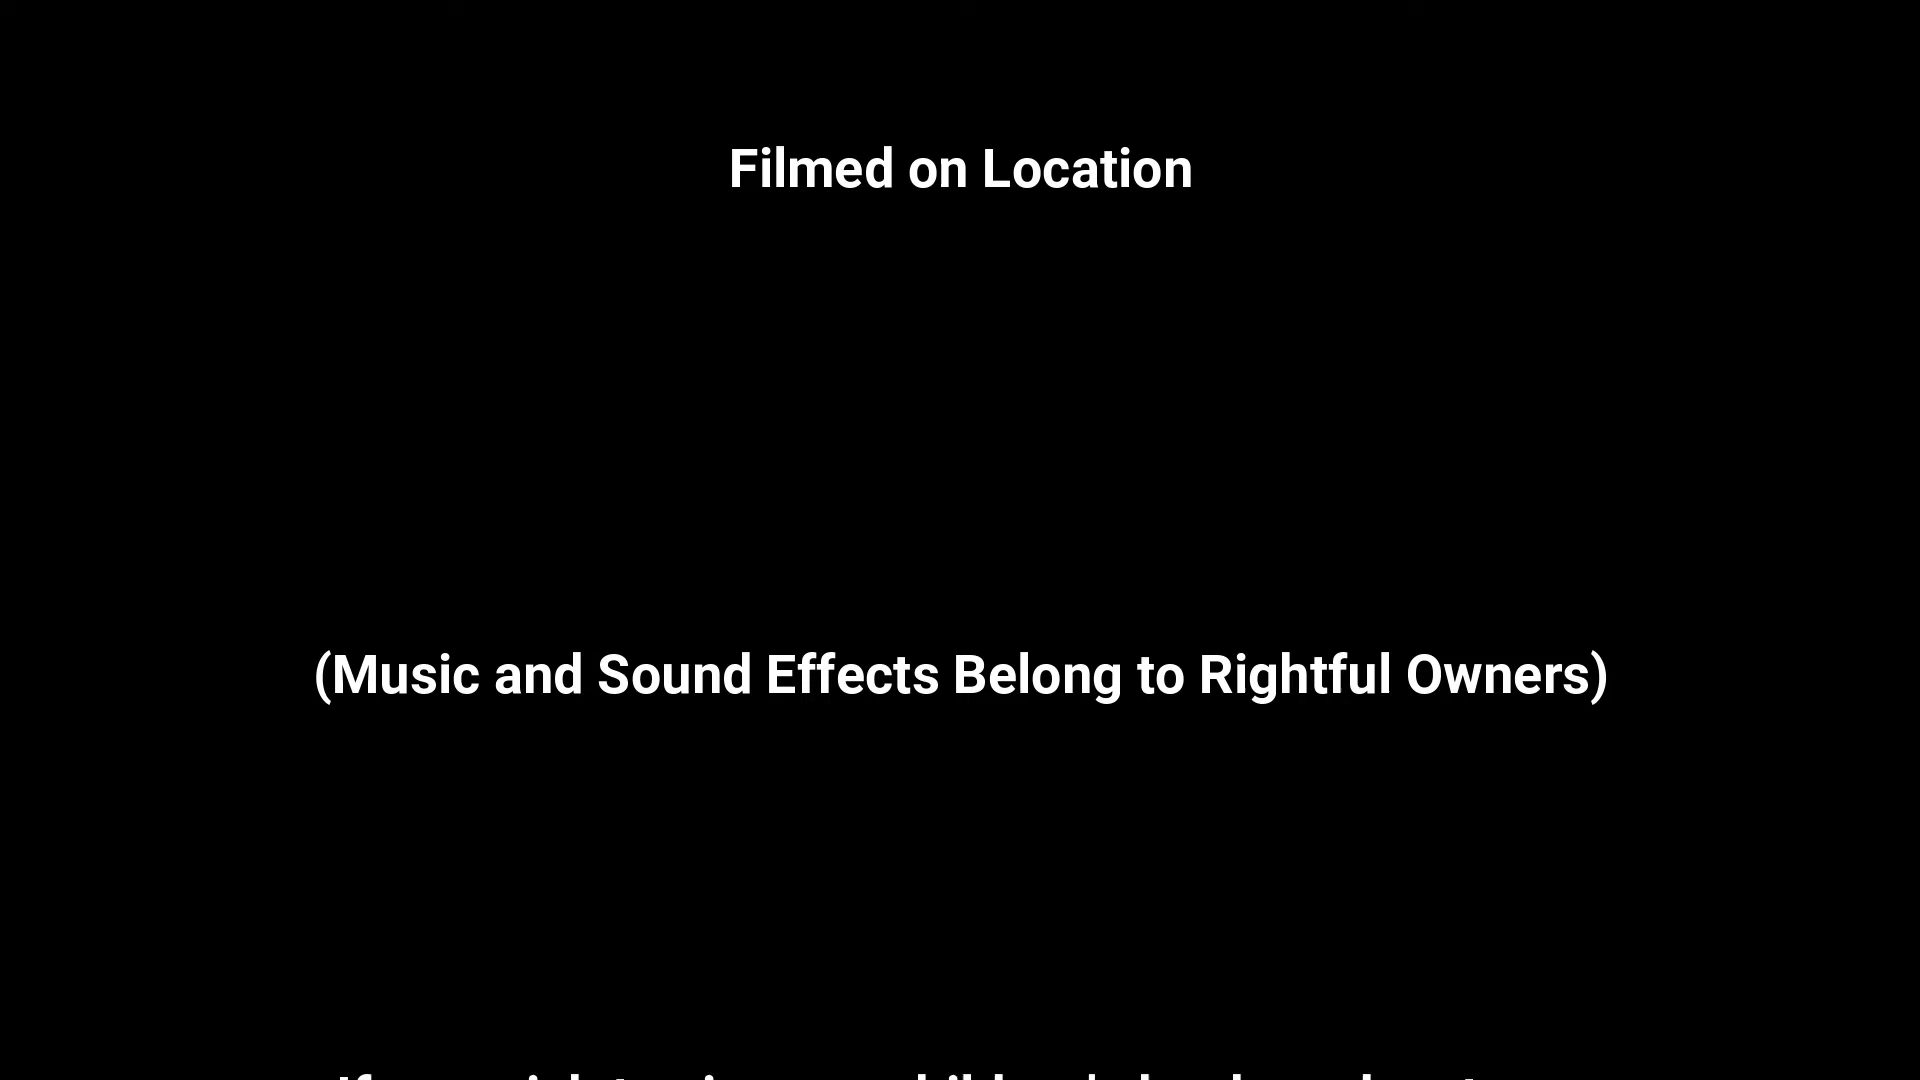 Filmed on Location
(Music and Sound Effects Belong to Rightful Owners)